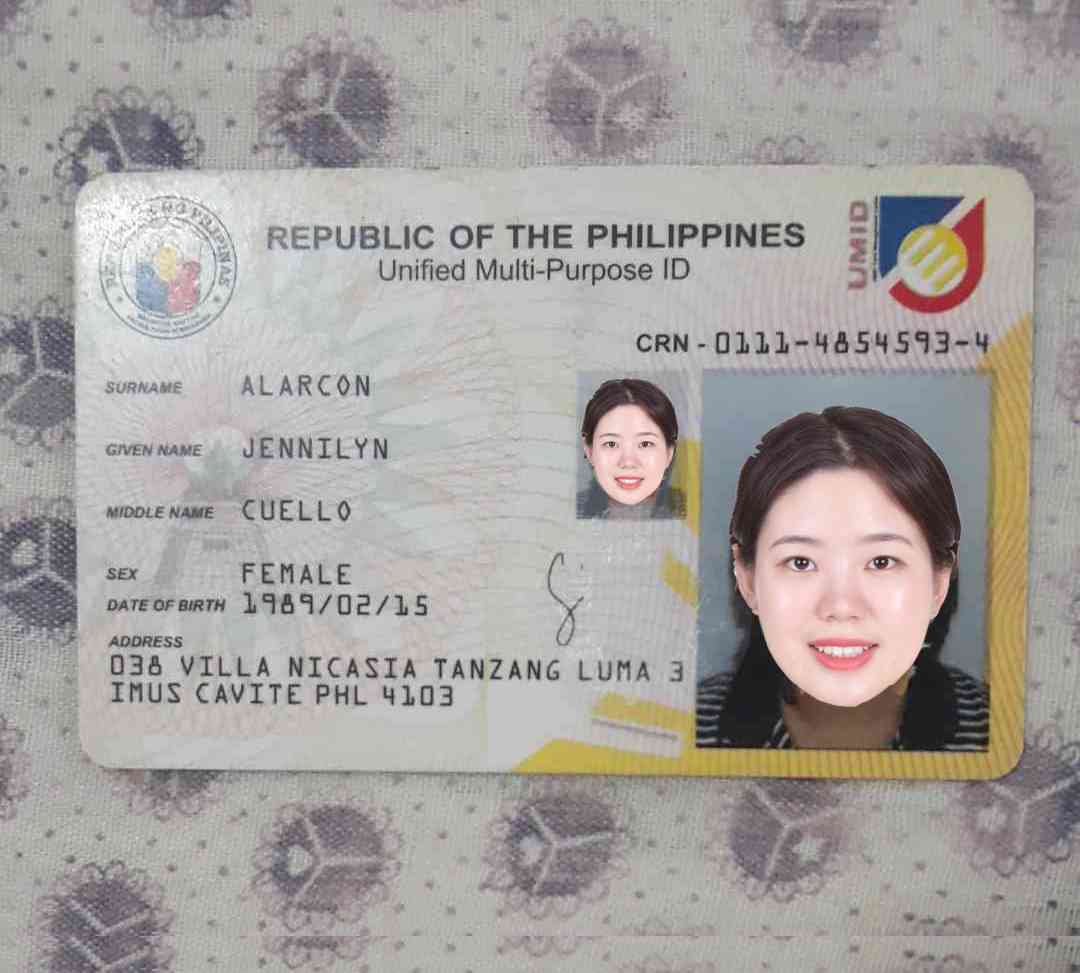 REPUBLIC OF THE PHILIPPINES
Unified Multi-Purpose ID
UMID
CRN - 0111-4854593-4
SURNAME ALARCON
GIVEN NAME JENNILYN
MIDDLE NAME CUELLO
SEX FEMALE
DATE OF BIRTH 1989/02/15
ADDRESS
038 VILLA NICASIA TANZANG LUMA 3
IMUS CAVITE PHL 4103